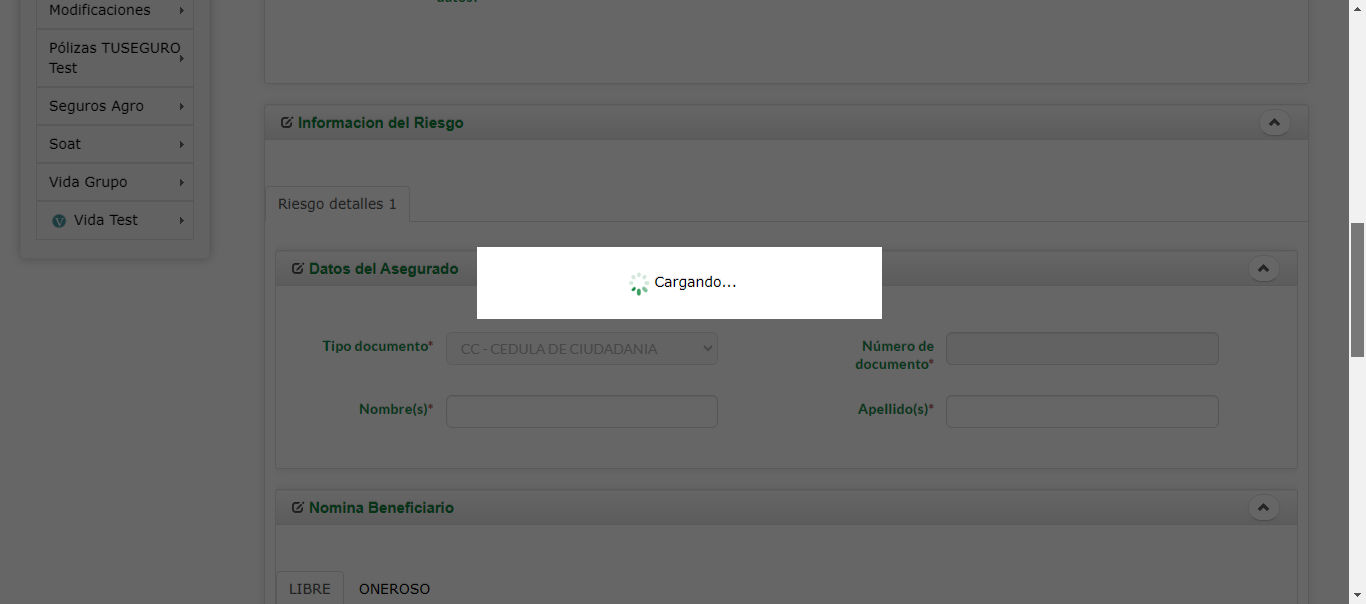 Modificaciones
datos:
Pólizas TUSEGURO
Test
Seguros Agro
Soat
Vida Grupo
V Vida Test
Informacion del Riesgo
Riesgo detalles 1
Datos del Asegurado
Cargando...
Tipo documento*
CC - CEDULA DE CIUDADANIA
Número de
documento*
Nombre(s)*
Apellido(s)*
Nomina Beneficiario
LIBRE
ONEROSO